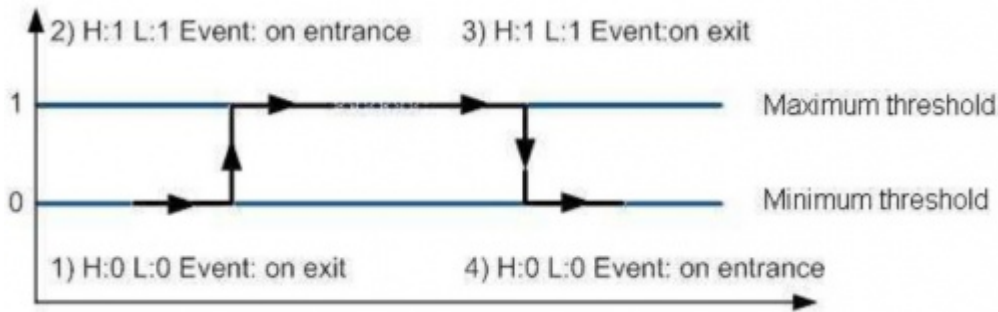 2) H:1 L:1 Event: on entrance
3) H:1 L:1 Event:on exit
1
Maximum threshold
0
Minimum threshold
1) H:0 L:0 Event: on exit
4) H:0 L:0 Event: on entrance